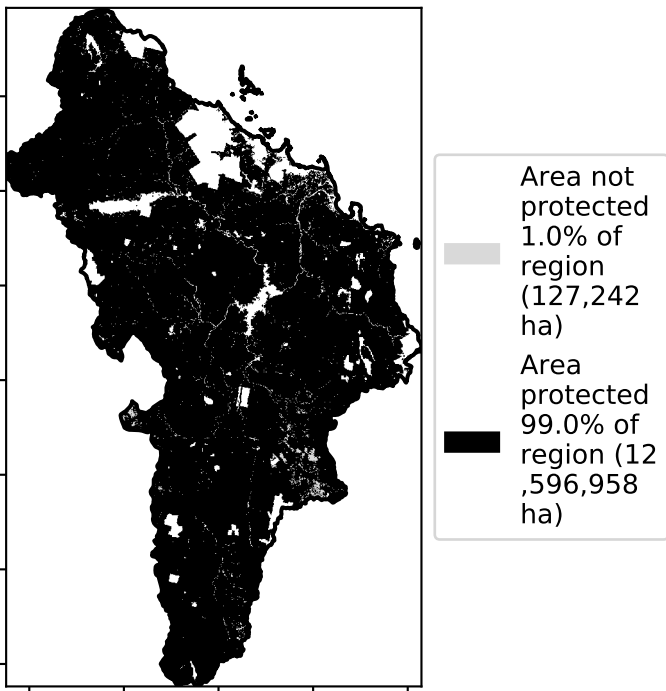 Area not
protected
1.0% of
region
(127,242
ha)
Area
protected
99.0% of
region (12
,596,958
ha)